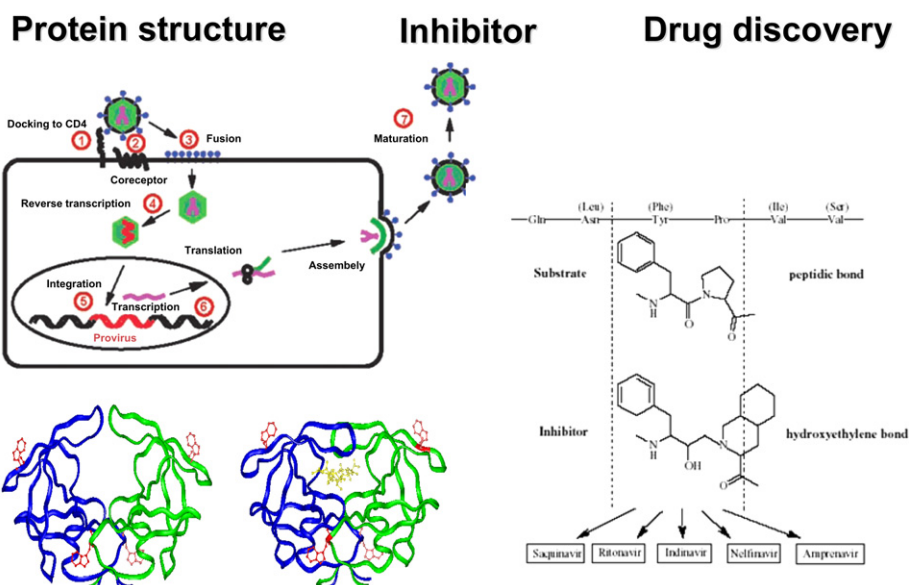 Protein structure
Inhibitor
Drug discovery
Docking to CD4
1
2
3
Fusion
Coreceptor
Reverse transcription
4
Translation
Assembely
7
Maturation
Integration
5
Transcription
6
Provirus
(Leu) (Phe) (Ile) (Ser)
Gln Asn Tyr Pro Val Val
Substrate
peptidic bond
N
H
O
N
O
Inhibitor
hydroxyethylene bond
N
H
OH
N
O
Saquinavir Ritonavir Indinavir Nelfinavir Amprenavir